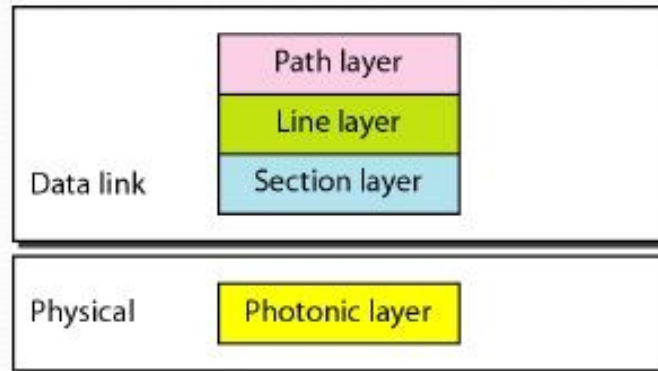 Path layer
Line layer
Data link
Section layer
Physical
Photonic layer